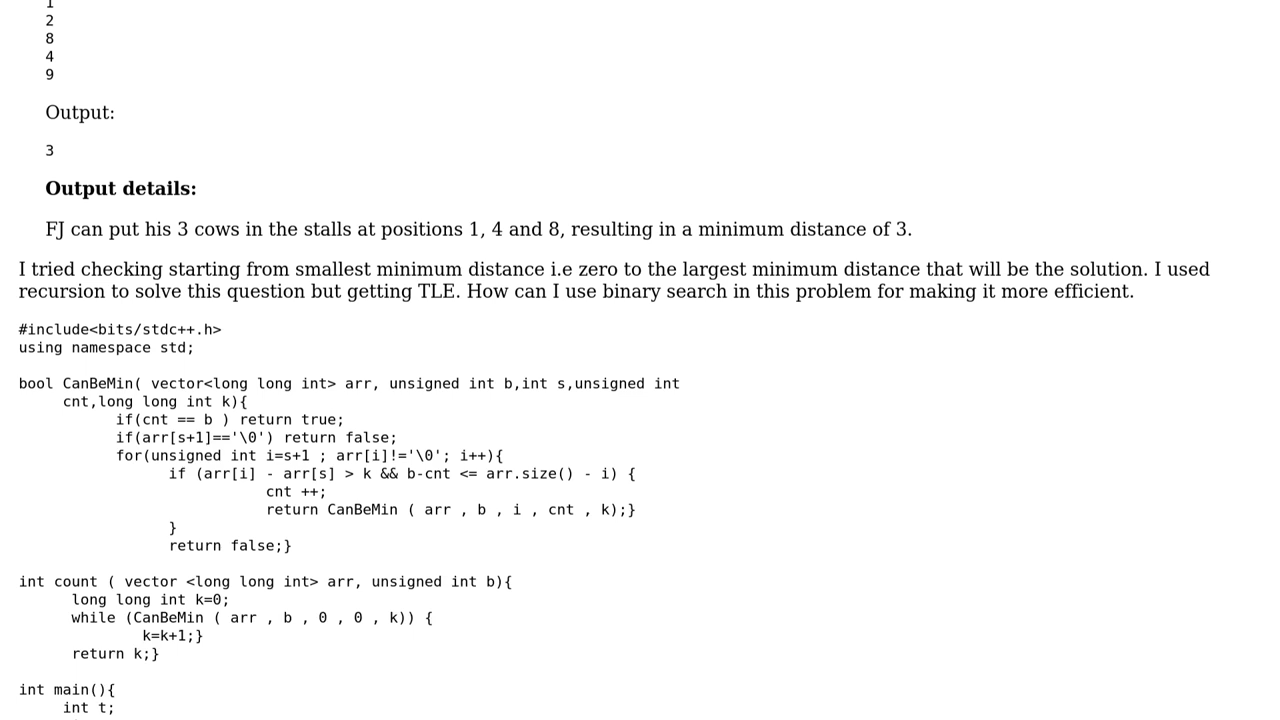 1
2
8
4
9
Output:
3
Output details:
FJ can put his 3 cows in the stalls at positions 1, 4 and 8, resulting in a minimum distance of 3.
I tried checking starting from smallest minimum distance i.e zero to the largest minimum distance that will be the solution. I used
recursion to solve this question but getting TLE. How can I use binary search in this problem for making it more efficient.
#include<bits/stdc++.h>
using namespace std;
bool CanBeMin( vector<long long int> arr, unsigned int b,int s,unsigned int
     cnt,long long int k){
           if(cnt == b ) return true;
           if(arr[s+1]=='\0') return false;
           for(unsigned int i=s+1 ; arr[i]!='\0'; i++){
                 if (arr[i] - arr[s] > k && b-cnt <= arr.size() - i) {
                            cnt ++;
                            return CanBeMin ( arr , b , i , cnt , k);}
                 }
                 return false;}
int count ( vector <long long int> arr, unsigned int b){
      long long int k=0;
      while (CanBeMin ( arr , b , 0 , 0 , k)) {
              k=k+1;}
      return k;}
int main(){
     int t;